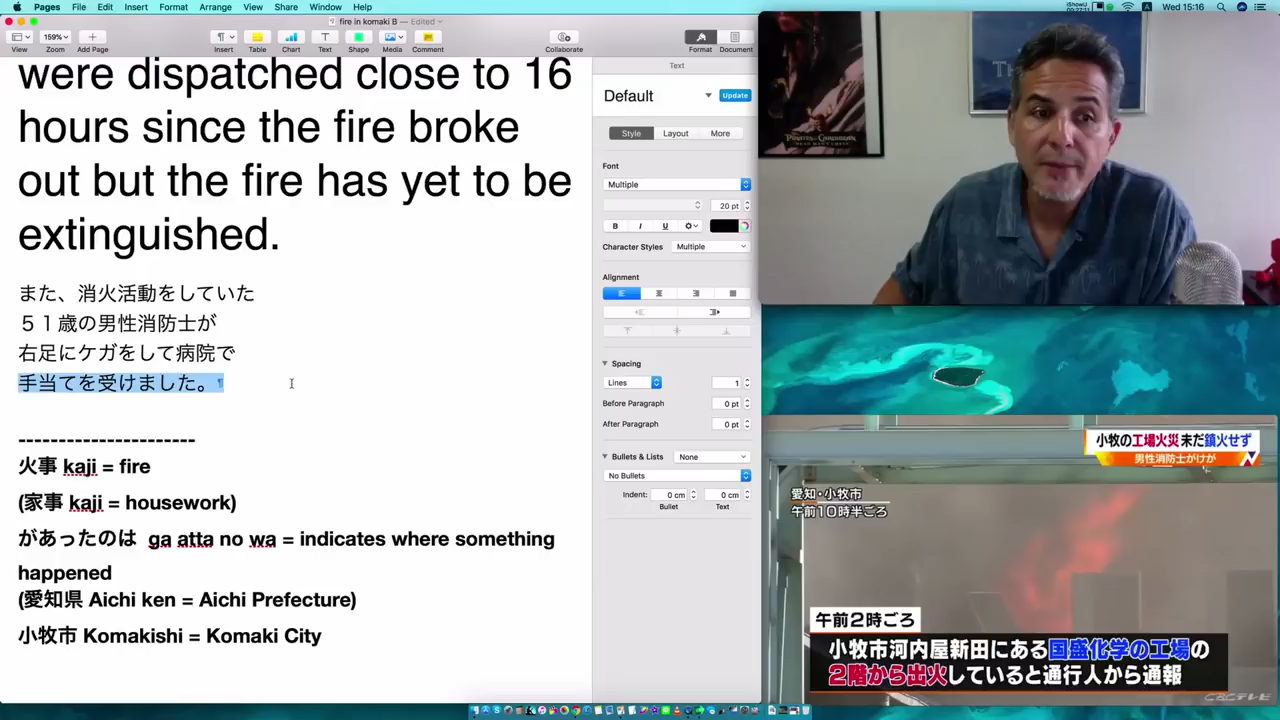 Pages File Edit Insert Format Arrange View Share Window Help
Wed 15:16
fire in komaki B — Edited
159%
View Zoom Add Page Insert Table Chart Text Shape Media Comment Collaborate Format Document
were dispatched close to 16
hours since the fire broke
out but the fire has yet to be
extinguished.
また、消火活動をしていた
５１歳の男性消防士が
右足にケガをして病院で
手当てを受けました。
----------------------
火事 kaji = fire
(家事 kaji = housework)
があったのは ga atta no wa = indicates where something
happened
(愛知県 Aichi ken = Aichi Prefecture)
小牧市 Komakishi = Komaki City
Text
Default
Update
Style Layout More
Font
Multiple
20 pt
B I U
Character Styles Multiple
Alignment
Spacing
Lines 1
Before Paragraph 0 pt
After Paragraph 0 pt
Bullets & Lists None
No Bullets
Indent: 0 cm 0 cm
Bullet Text
PIRATES of the CARIBBEAN
小牧の工場火災 未だ鎮火せず
男性消防士がけが
愛知・小牧市
午前10時半ごろ
午前２時ごろ
小牧市河内屋新田にある国盛化学の工場の
２階から出火していると通行人から通報
CBCテレビ